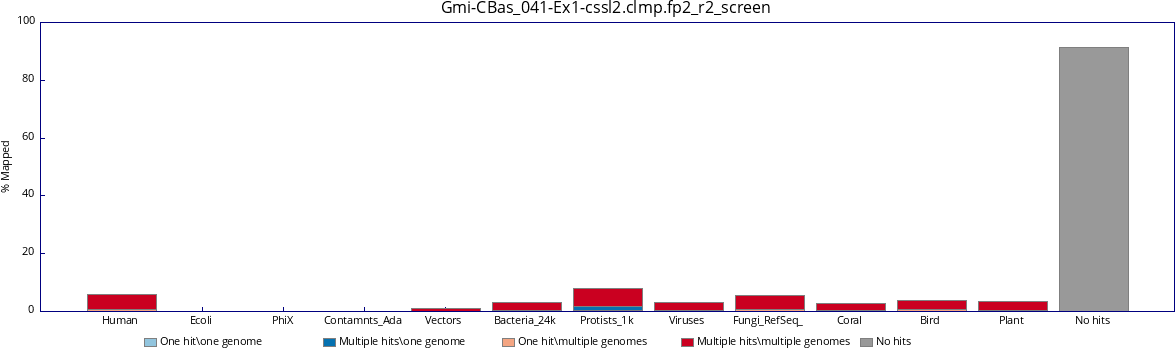 Gmi-CBas_041-Ex1-cssl2.clmp.fp2_r2_screen
100
80
60
40
20
0
% Mapped
Human Ecoli PhiX Contamnts_Ada Vectors Bacteria_24k Protists_1k Viruses Fungi_RefSeq_ Coral Bird Plant No hits
One hit\one genome Multiple hits\one genome One hit\multiple genomes Multiple hits\multiple genomes No hits